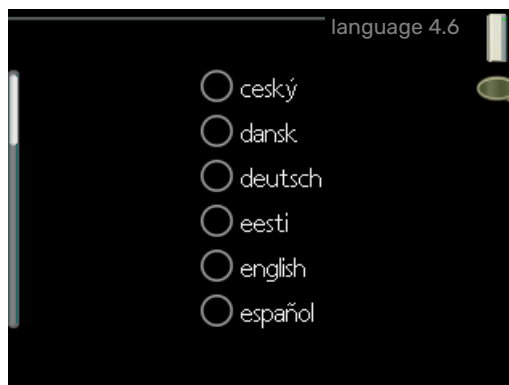 language 4.6
ceský
dansk
deutsch
eesti
english
español